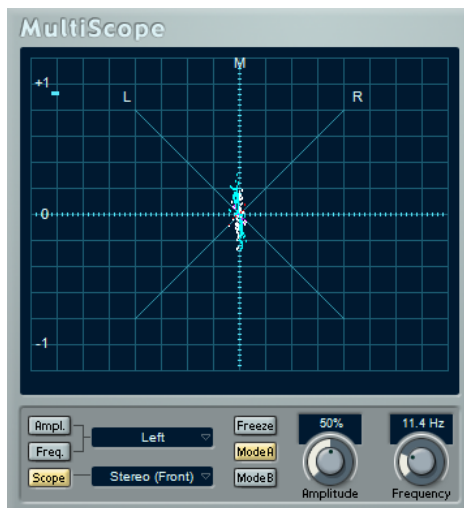 MultiScope
M
+1
L
R
0
-1
Ampl.
Freq.
Left
Scope
Stereo (Front)
Freeze
Mode A
Mode B
50%
Amplitude
11.4 Hz
Frequency